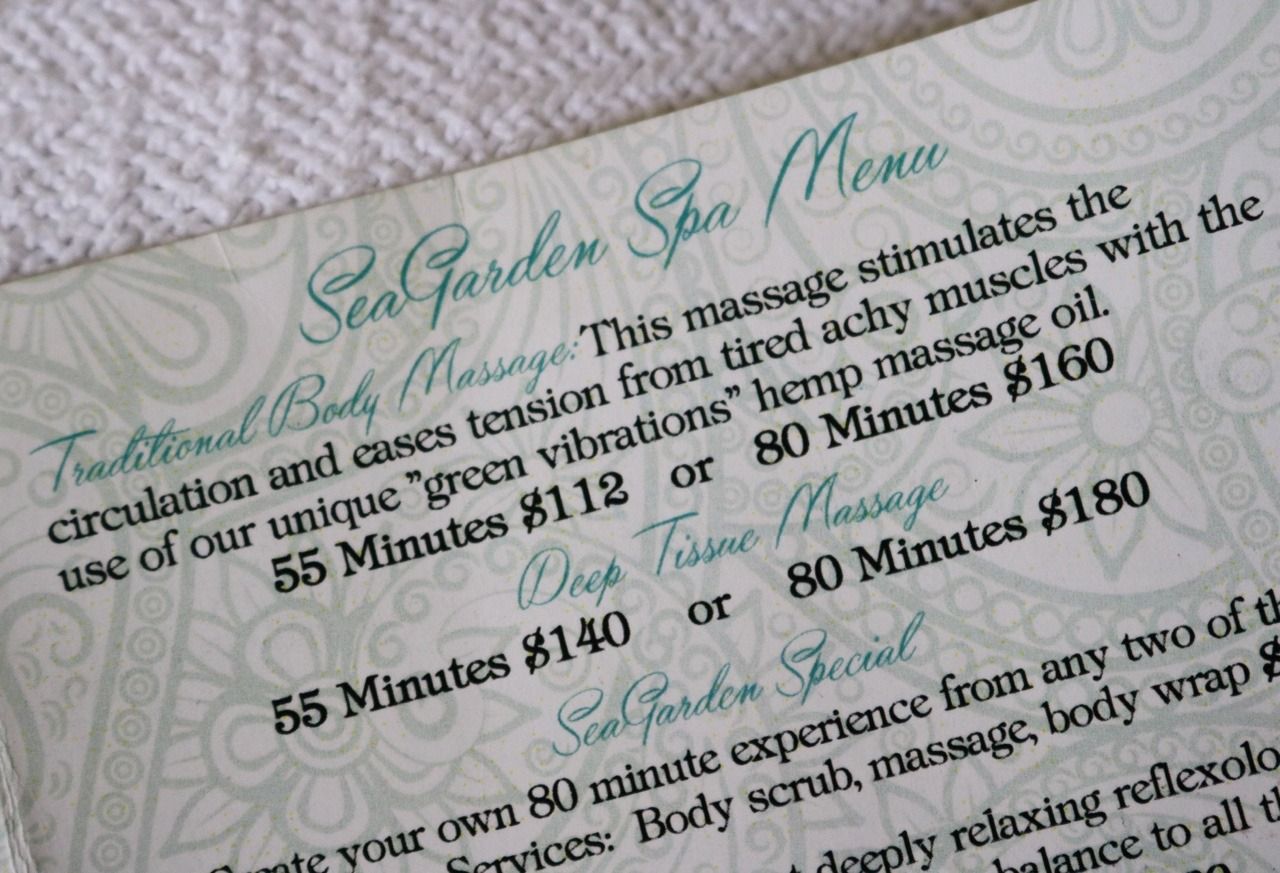 SeaGarden Spa Menu
Traditional Body Massage: This massage stimulates the
circulation and eases tension from tired achy muscles with the
use of our unique "green vibrations" hemp massage oil.
55 Minutes $112 or 80 Minutes $160
Deep Tissue Massage
55 Minutes $140 or 80 Minutes $180
SeaGarden Special
your own 80 minute experience from any two of
Services: Body scrub, massage, body wrap $
deeply relaxing
balance to all